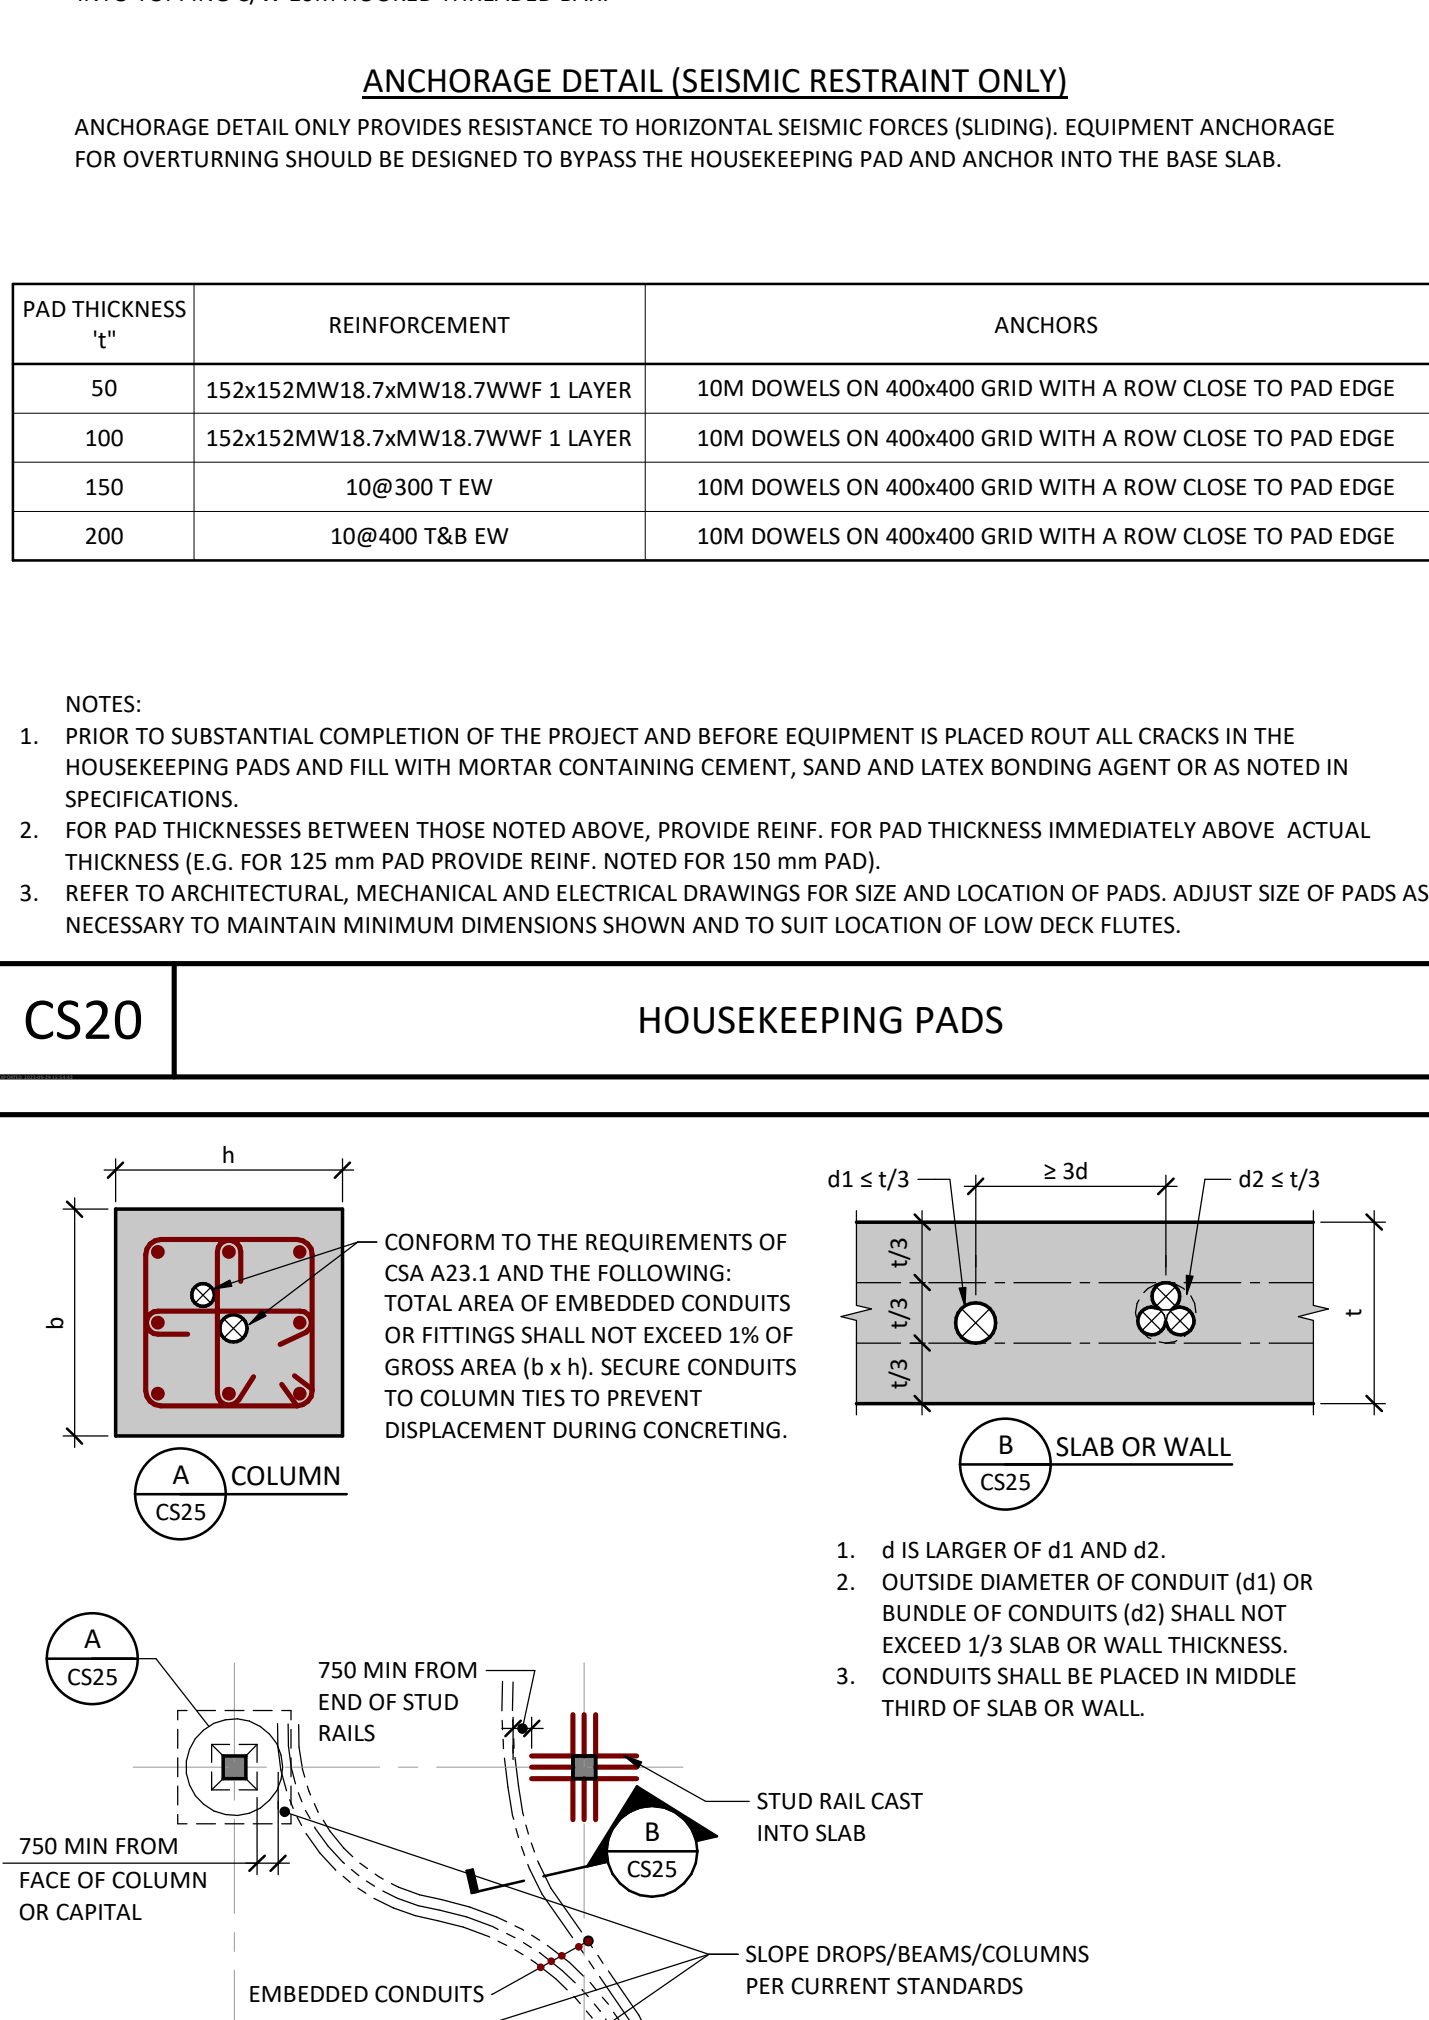 ANCHORAGE DETAIL (SEISMIC RESTRAINT ONLY)
ANCHORAGE DETAIL ONLY PROVIDES RESISTANCE TO HORIZONTAL SEISMIC FORCES (SLIDING). EQUIPMENT ANCHORAGE
FOR OVERTURNING SHOULD BE DESIGNED TO BYPASS THE HOUSEKEEPING PAD AND ANCHOR INTO THE BASE SLAB.
PAD THICKNESS
't"
REINFORCEMENT
ANCHORS
50
152x152MW18.7xMW18.7WWF 1 LAYER
10M DOWELS ON 400x400 GRID WITH A ROW CLOSE TO PAD EDGE
100
152x152MW18.7xMW18.7WWF 1 LAYER
10M DOWELS ON 400x400 GRID WITH A ROW CLOSE TO PAD EDGE
150
10@300 T EW
10M DOWELS ON 400x400 GRID WITH A ROW CLOSE TO PAD EDGE
200
10@400 T&B EW
10M DOWELS ON 400x400 GRID WITH A ROW CLOSE TO PAD EDGE
NOTES:
1. PRIOR TO SUBSTANTIAL COMPLETION OF THE PROJECT AND BEFORE EQUIPMENT IS PLACED ROUT ALL CRACKS IN THE
HOUSEKEEPING PADS AND FILL WITH MORTAR CONTAINING CEMENT, SAND AND LATEX BONDING AGENT OR AS NOTED IN
SPECIFICATIONS.
2. FOR PAD THICKNESSES BETWEEN THOSE NOTED ABOVE, PROVIDE REINF. FOR PAD THICKNESS IMMEDIATELY ABOVE ACTUAL
THICKNESS (E.G. FOR 125 mm PAD PROVIDE REINF. NOTED FOR 150 mm PAD).
3. REFER TO ARCHITECTURAL, MECHANICAL AND ELECTRICAL DRAWINGS FOR SIZE AND LOCATION OF PADS. ADJUST SIZE OF PADS AS
NECESSARY TO MAINTAIN MINIMUM DIMENSIONS SHOWN AND TO SUIT LOCATION OF LOW DECK FLUTES.
CS20
HOUSEKEEPING PADS
h
b
CONFORM TO THE REQUIREMENTS OF
CSA A23.1 AND THE FOLLOWING:
TOTAL AREA OF EMBEDDED CONDUITS
OR FITTINGS SHALL NOT EXCEED 1% OF
GROSS AREA (b x h). SECURE CONDUITS
TO COLUMN TIES TO PREVENT
DISPLACEMENT DURING CONCRETING.
A
CS25
COLUMN
d1 ≤ t/3
≥ 3d
d2 ≤ t/3
t/3
t/3
t/3
t
B
CS25
SLAB OR WALL
1. d IS LARGER OF d1 AND d2.
2. OUTSIDE DIAMETER OF CONDUIT (d1) OR
BUNDLE OF CONDUITS (d2) SHALL NOT
EXCEED 1/3 SLAB OR WALL THICKNESS.
3. CONDUITS SHALL BE PLACED IN MIDDLE
THIRD OF SLAB OR WALL.
A
CS25
750 MIN FROM
END OF STUD
RAILS
STUD RAIL CAST
INTO SLAB
B
CS25
750 MIN FROM
FACE OF COLUMN
OR CAPITAL
SLOPE DROPS/BEAMS/COLUMNS
PER CURRENT STANDARDS
EMBEDDED CONDUITS